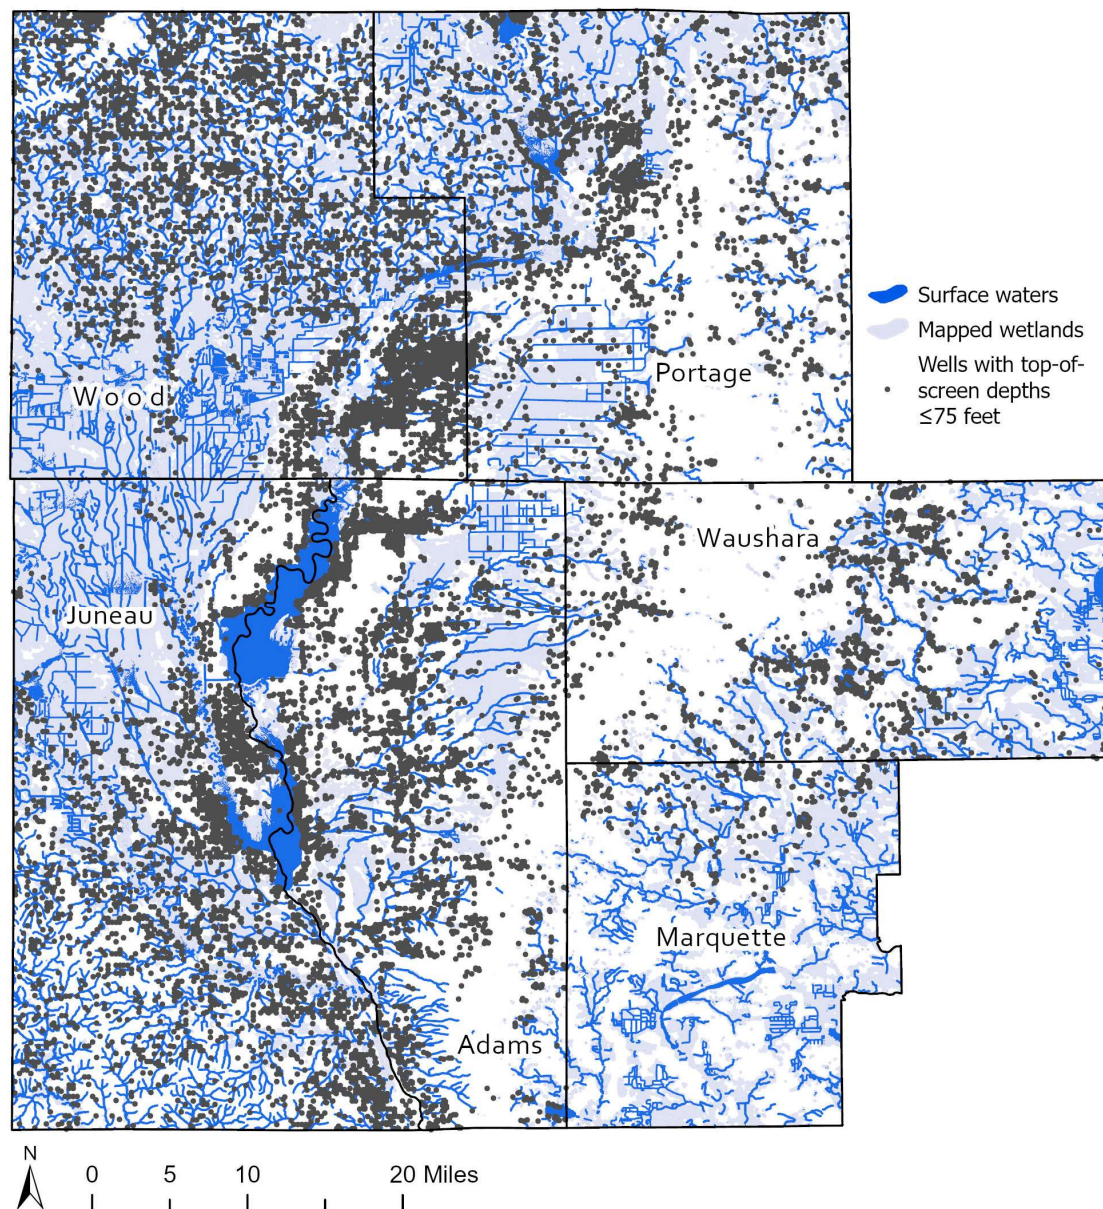 Surface waters
Mapped wetlands
Wells with top-of-
screen depths
≤75 feet
Portage
Wood
Waushara
Juneau
Marquette
Adams
N
0 5 10 20 Miles